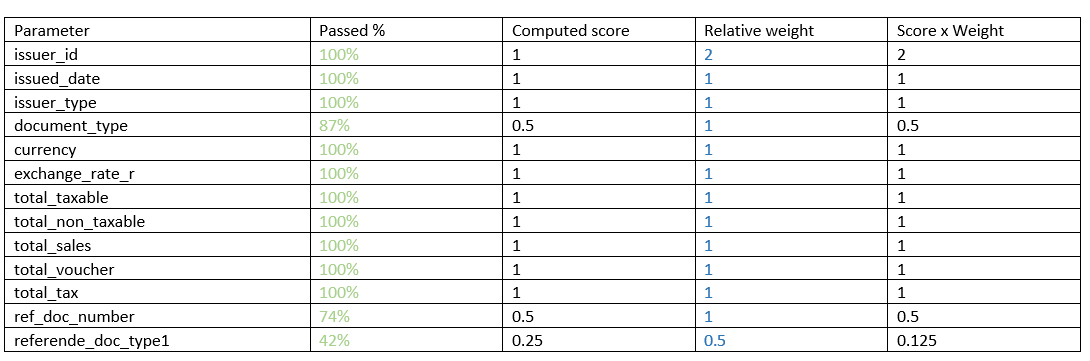 Parameter Passed % Computed score Relative weight Score x Weight
issuer_id 100% 1 2 2
issued_date 100% 1 1 1
issuer_type 100% 1 1 1
document_type 87% 0.5 1 0.5
currency 100% 1 1 1
exchange_rate_r 100% 1 1 1
total_taxable 100% 1 1 1
total_non_taxable 100% 1 1 1
total_sales 100% 1 1 1
total_voucher 100% 1 1 1
total_tax 100% 1 1 1
ref_doc_number 74% 0.5 1 0.5
referende_doc_type1 42% 0.25 0.5 0.125